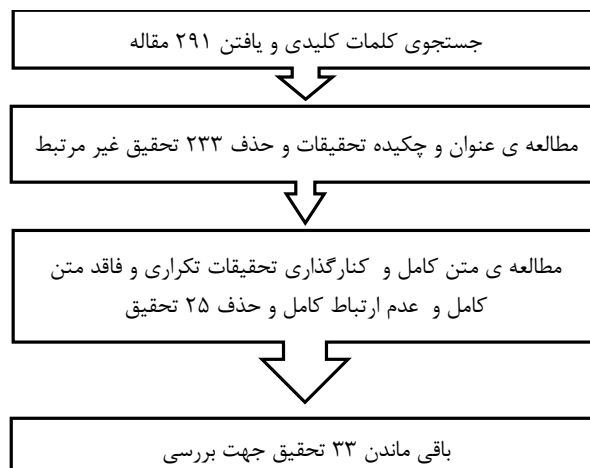 جستجوی کلمات کلیدی و یافتن ۲۹۱ مقاله
مطالعه ی عنوان و چکیده تحقیقات و حذف ۲۳۳ تحقیق غیر مرتبط
مطالعه ی متن کامل و کنارگذاری تحقیقات تکراری و فاقد متن
کامل و عدم ارتباط کامل و حذف ۲۵ تحقیق
باقی ماندن ۳۳ تحقیق جهت بررسی